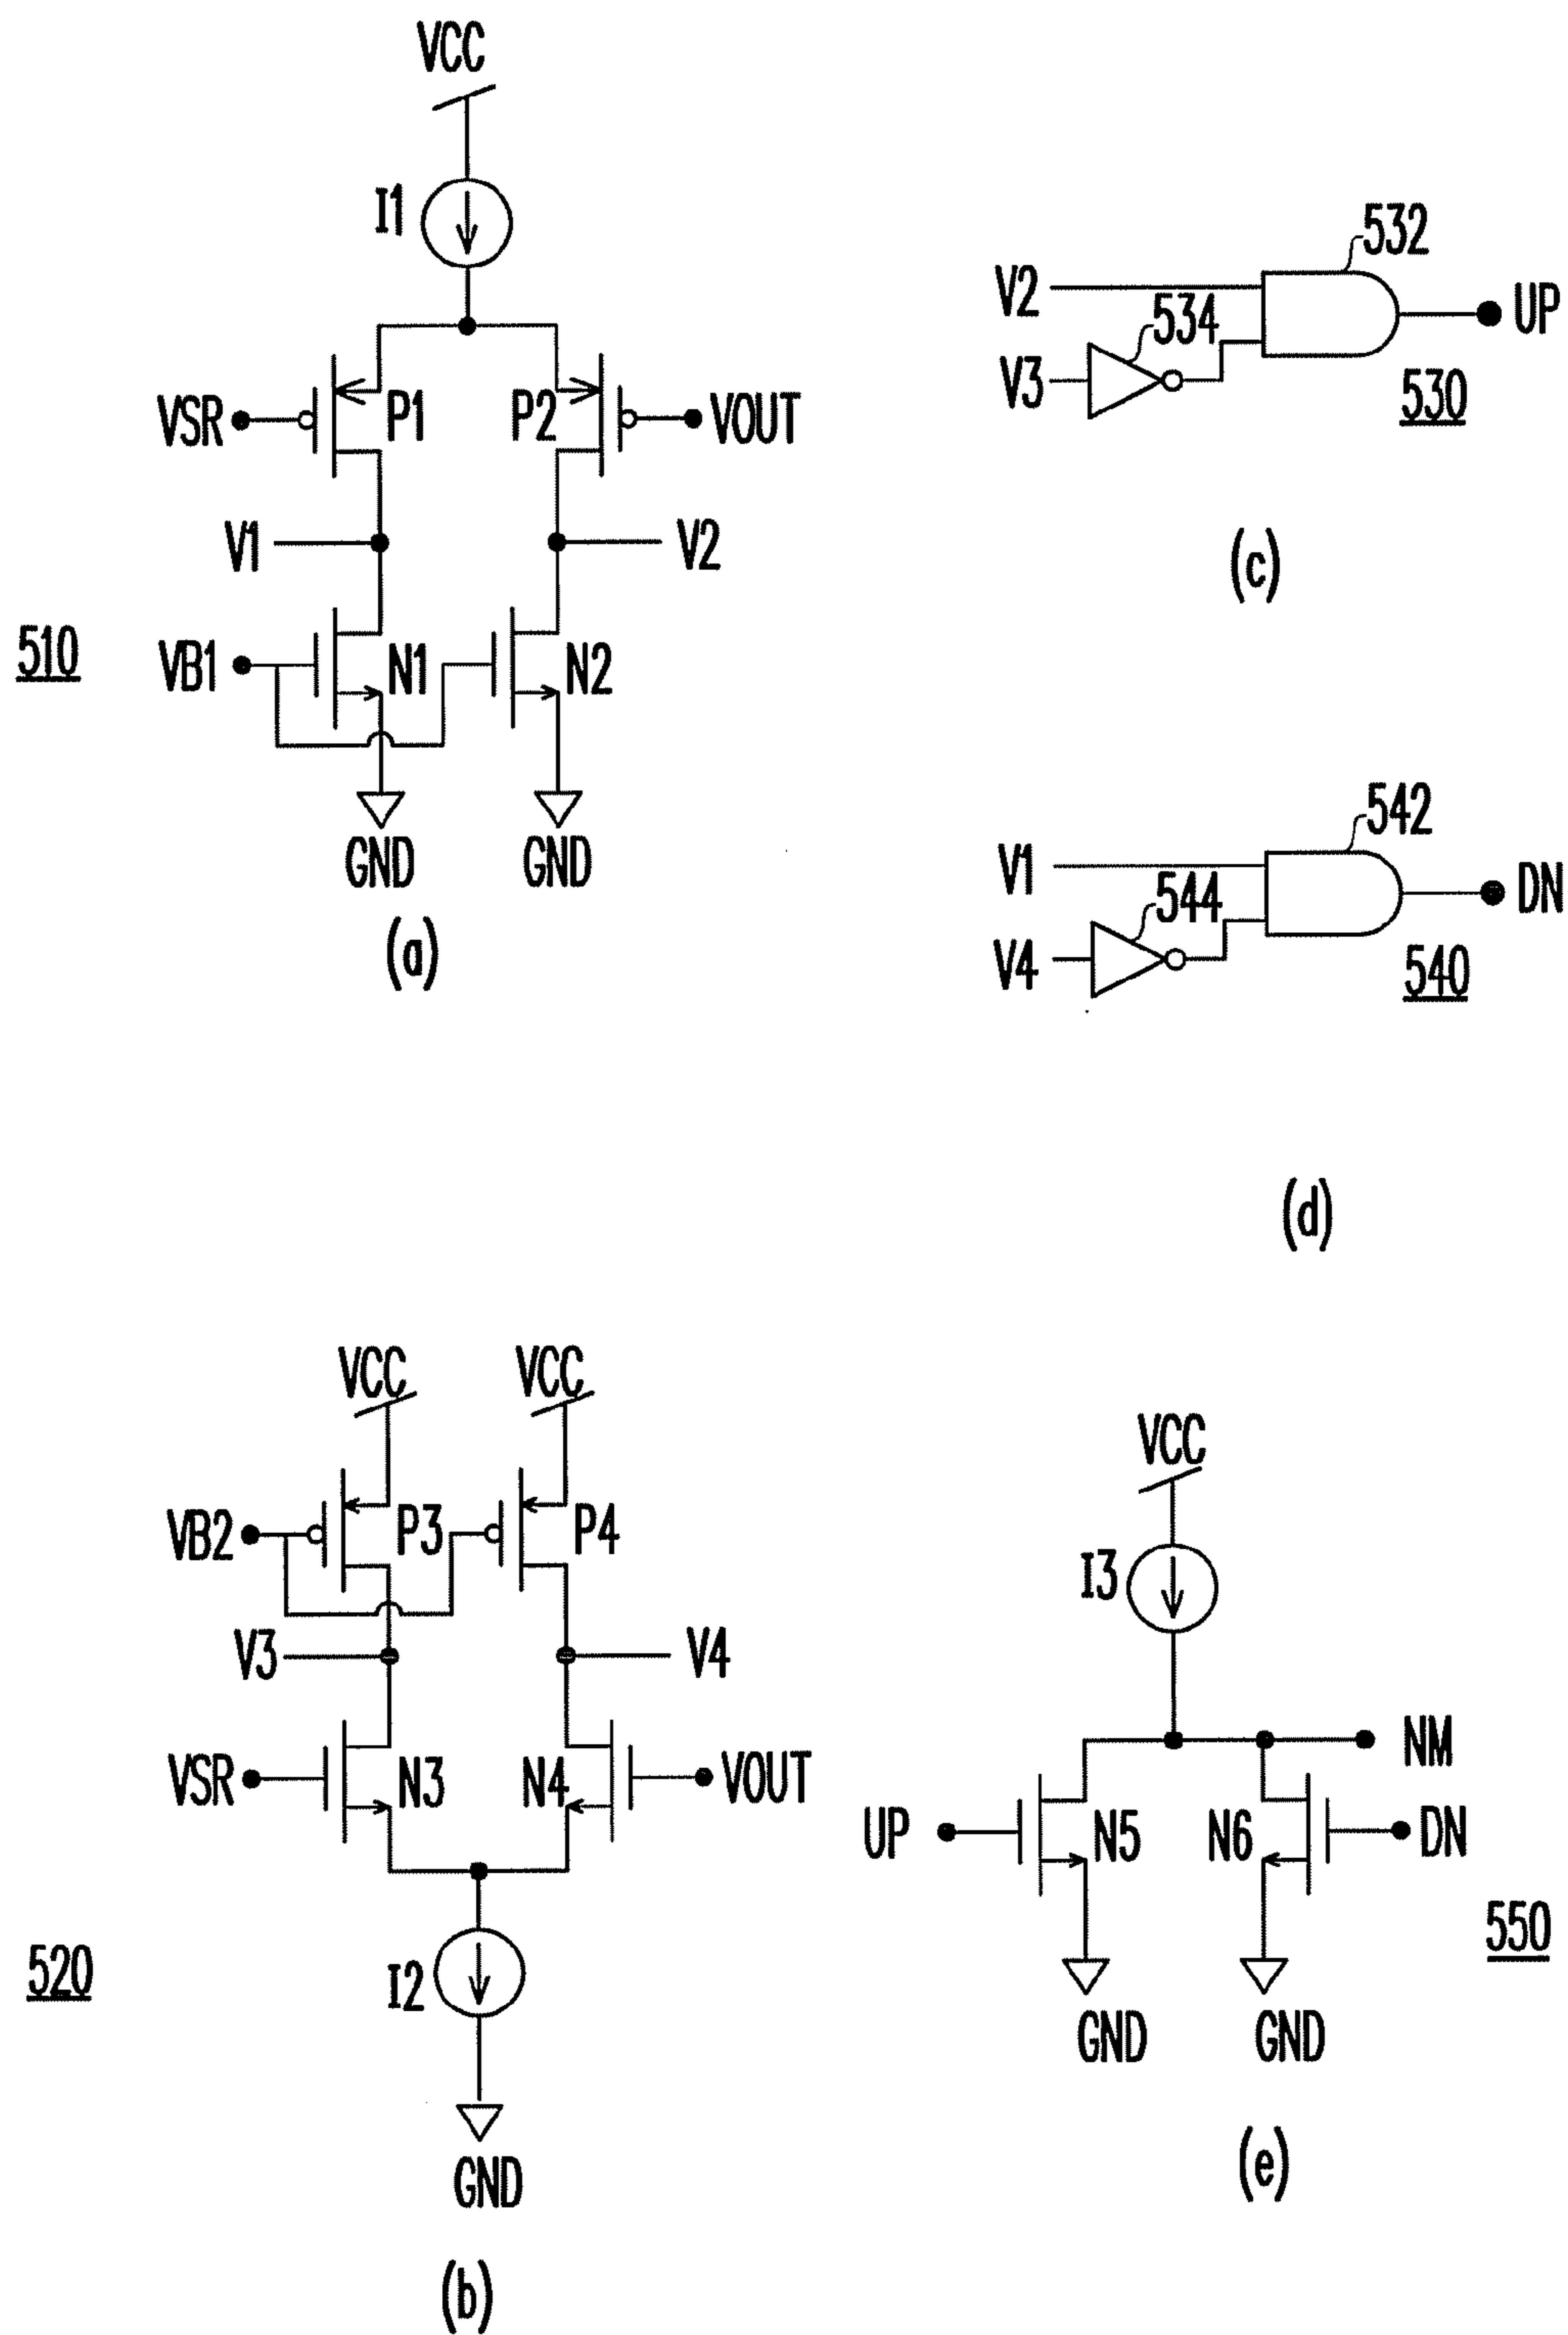 VCC
I1
VSR
P1
P2
VOUT
V1
V2
510
VB1
N1
N2
GND
GND
(a)
532
V2
534
UP
V3
530
(c)
542
V1
544
DN
V4
540
(d)
VCC
VCC
VB2
P3
P4
V3
V4
VSR
N3
N4
VOUT
520
I2
GND
(b)
VCC
I3
NM
UP
N5
N6
DN
550
GND
GND
(e)